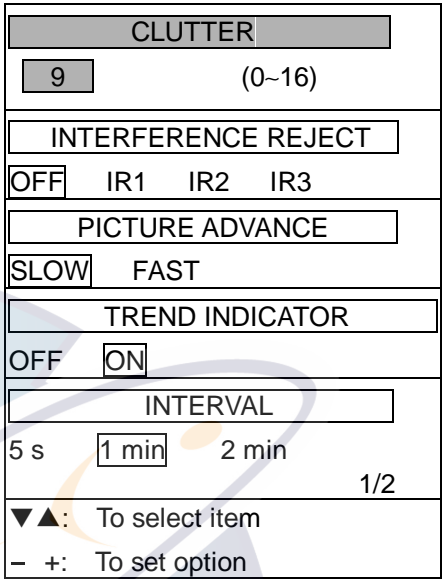 CLUTTER
9 (0~16)
INTERFERENCE REJECT
OFF IR1 IR2 IR3
PICTURE ADVANCE
SLOW FAST
TREND INDICATOR
OFF ON
INTERVAL
5 s 1 min 2 min
1/2
▼▲: To select item
– +: To set option